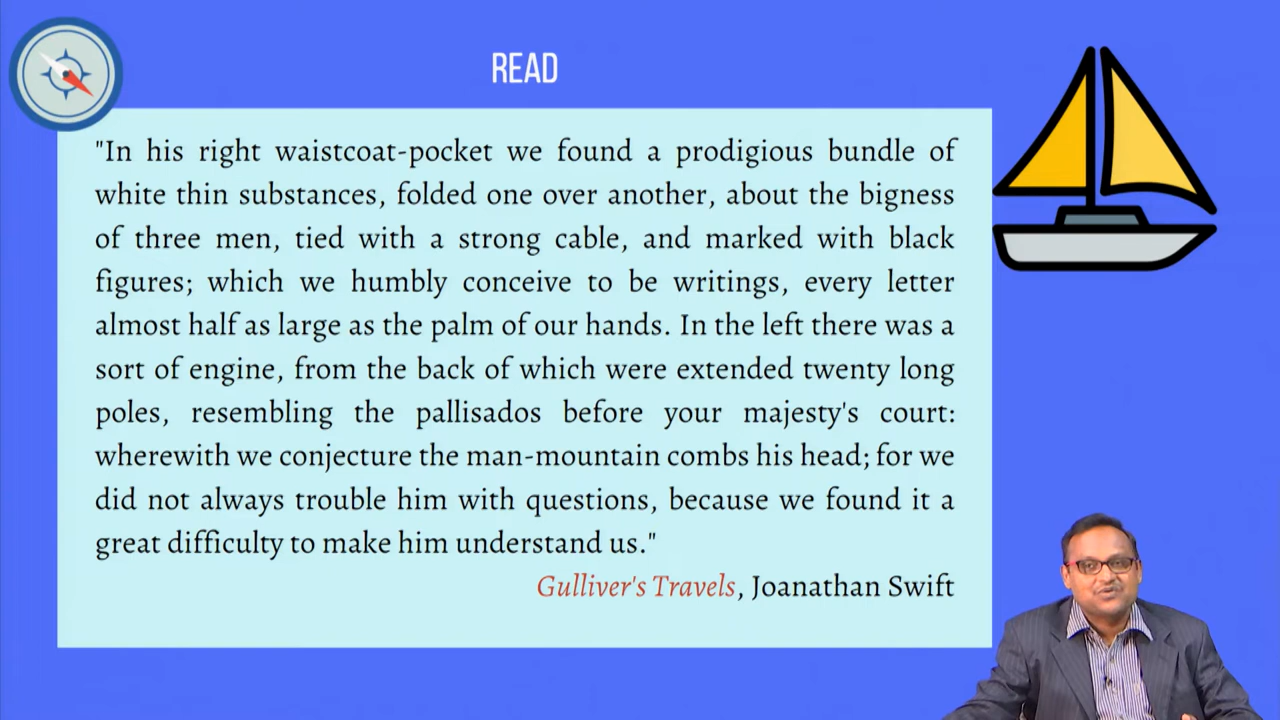 READ
"In his right waistcoat-pocket we found a prodigious bundle of
white thin substances, folded one over another, about the bigness
of three men, tied with a strong cable, and marked with black
figures; which we humbly conceive to be writings, every letter
almost half as large as the palm of our hands. In the left there was a
sort of engine, from the back of which were extended twenty long
poles, resembling the pallisados before your majesty's court:
wherewith we conjecture the man-mountain combs his head; for we
did not always trouble him with questions, because we found it a
great difficulty to make him understand us."
Gulliver's Travels, Joanathan Swift